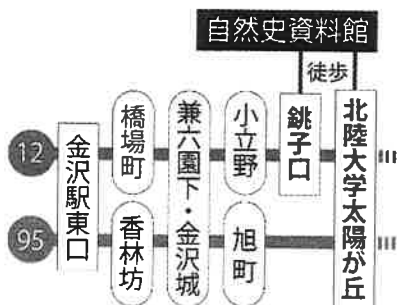 自然史資料館
徒歩
12
金沢駅東口
橋場町
兼六園下・金沢城
小立野
銚子口
北陸大学太陽が丘
95
香林坊
旭町